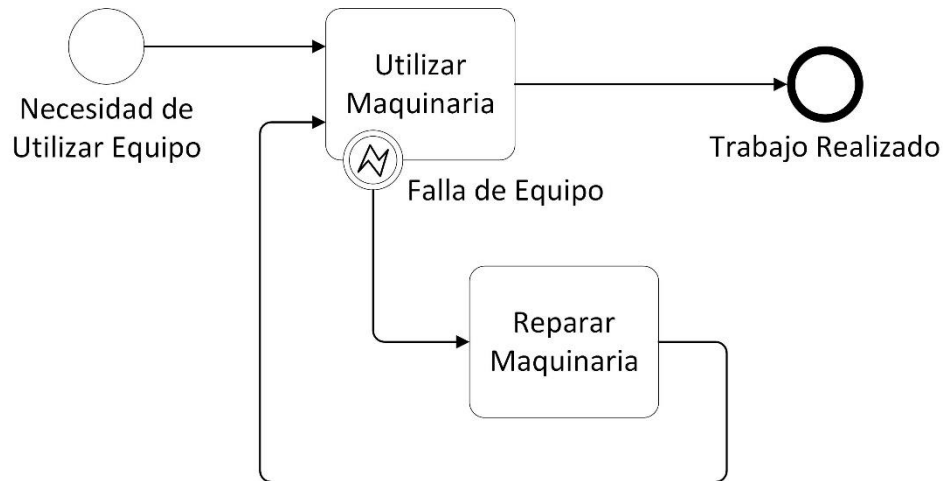 Necesidad de
Utilizar Equipo
Utilizar
Maquinaria
Falla de Equipo
Trabajo Realizado
Reparar
Maquinaria